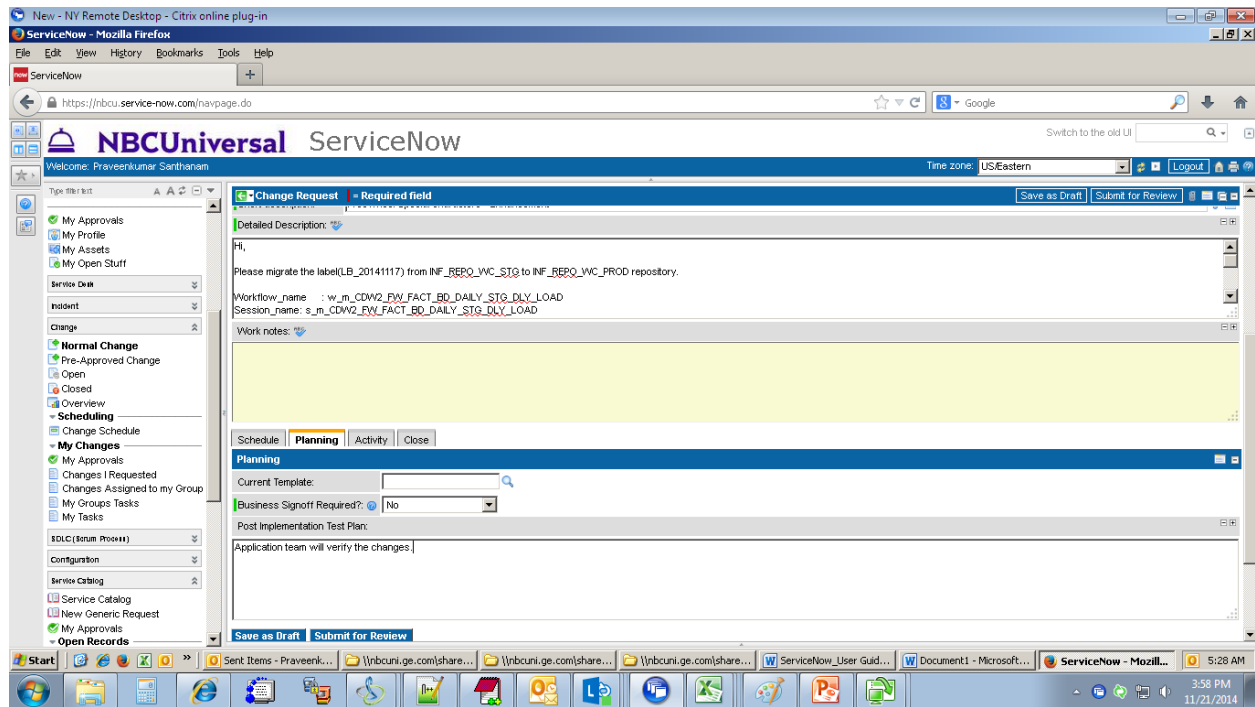 New - NY Remote Desktop - Citrix online plug-in
ServiceNow - Mozilla Firefox
File Edit View History Bookmarks Tools Help
now ServiceNow +
https://nbcu.service-now.com/navpage.do
Google
NBCUniversal ServiceNow
Switch to the old UI
Welcome: Praveenkumar Santhanam
Time zone: US/Eastern
Logout
Type filter text A A
Change Request = Required field
Save as Draft Submit for Review
My Approvals
My Profile
My Assets
My Open Stuff
Service Desk
Incident
Change
Normal Change
Pre-Approved Change
Open
Closed
Overview
Scheduling
Change Schedule
My Changes
My Approvals
Changes I Requested
Changes Assigned to my Group
My Groups Tasks
My Tasks
SDLC (Scrum Process)
Configuration
Service Catalog
Service Catalog
New Generic Request
My Approvals
Open Records
Detailed Description:
Hi,
Please migrate the label(LB_20141117) from INF_REPO_WC_STG to INF_REPO_WC_PROD repository.
Workflow_name : w_m_CDW2_FW_FACT_BD_DAILY_STG_DLY_LOAD
Session_name: s_m_CDW2_FW_FACT_BD_DAILY_STG_DLY_LOAD
Work notes:
Schedule Planning Activity Close
Planning
Current Template:
Business Signoff Required?: No
Post Implementation Test Plan:
Application team will verify the changes.
Save as Draft Submit for Review
Start
Sent Items - Praveenk...
\\nbcuni.ge.com\share...
\\nbcuni.ge.com\share...
\\nbcuni.ge.com\share...
ServiceNow_User Guid...
Document1 - Microsoft...
ServiceNow - Mozill...
5:28 AM
3:58 PM
11/21/2014